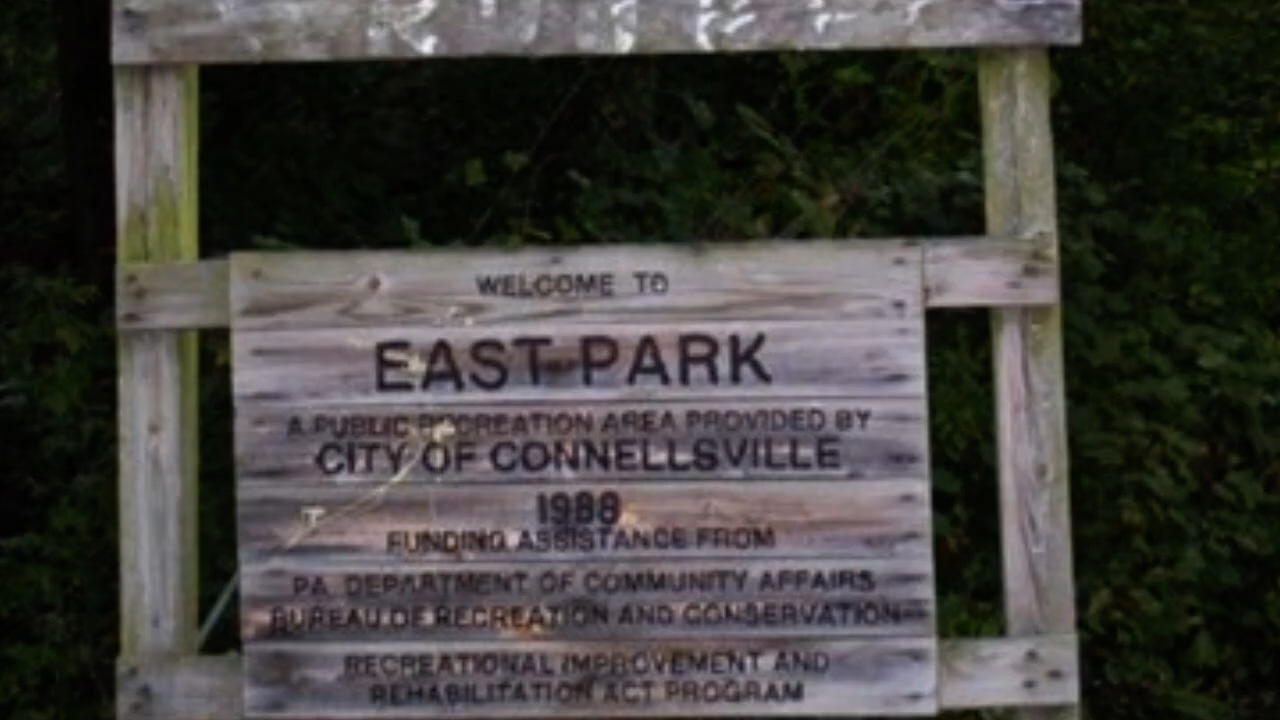 WELCOME TO
EAST PARK
A PUBLIC RECREATION AREA PROVIDED BY
CITY OF CONNELLSVILLE
1988
FUNDING ASSISTANCE FROM
PA. DEPARTMENT OF COMMUNITY AFFAIRS
BUREAU OF RECREATION AND CONSERVATION
RECREATIONAL IMPROVEMENT AND
REHABILITATION ACT PROGRAM